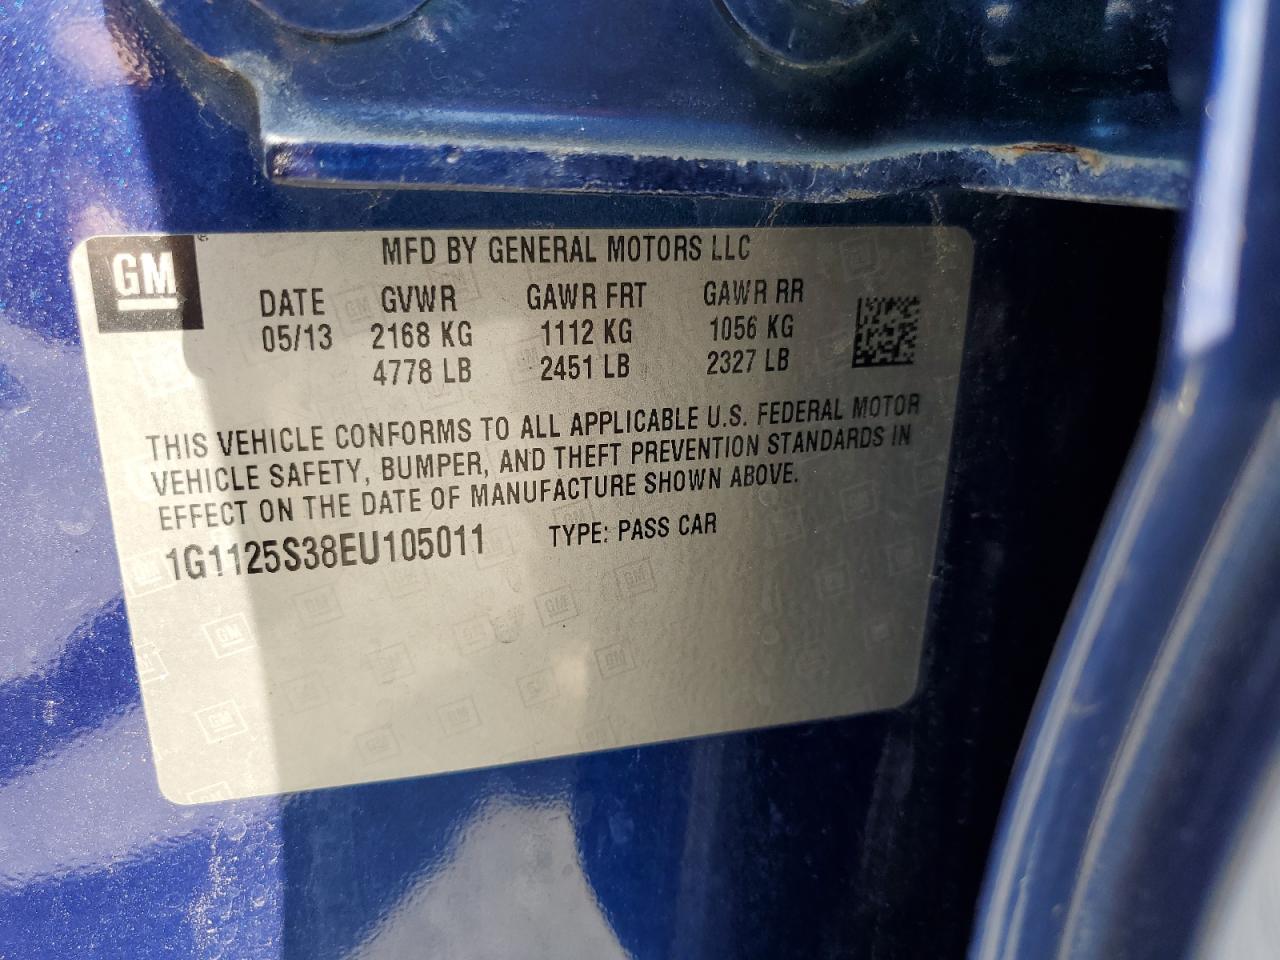 GM
MFD BY GENERAL MOTORS LLC
DATE GVWR GAWR FRT GAWR RR
05/13 2168 KG 1112 KG 1056 KG
4778 LB 2451 LB 2327 LB
THIS VEHICLE CONFORMS TO ALL APPLICABLE U.S. FEDERAL MOTOR
VEHICLE SAFETY, BUMPER, AND THEFT PREVENTION STANDARDS IN
EFFECT ON THE DATE OF MANUFACTURE SHOWN ABOVE.
1G1125S38EU105011 TYPE: PASS CAR